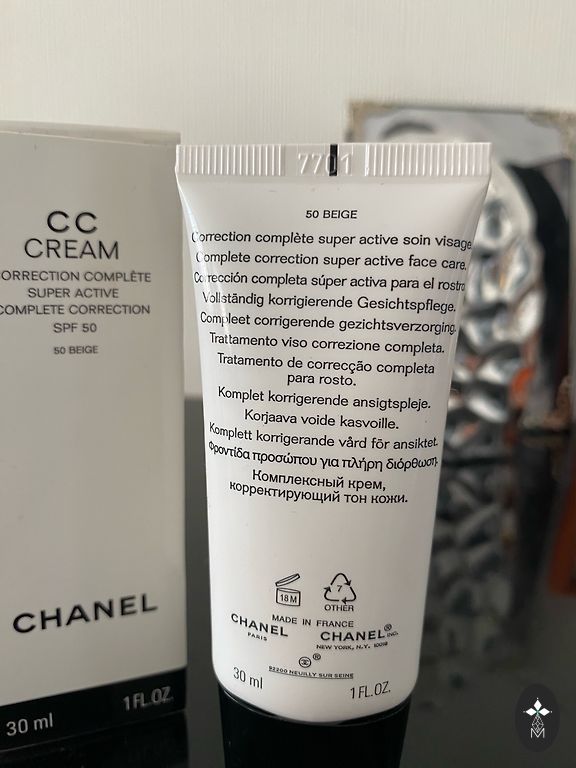 CC
CREAM
CORRECTION COMPLÈTE
SUPER ACTIVE
COMPLETE CORRECTION
SPF 50
50 BEIGE
CHANEL
30 ml
1 FL.OZ.
7701
50 BEIGE
Correction complète super active soin visage.
Complete correction super active face care.
Corrección completa súper activa para el rostro.
Vollständig korrigierende Gesichtspflege.
Compleet corrigerende gezichtsverzorging.
Trattamento viso correzione completa.
Tratamento de correcção completa
para rosto.
Komplet korrigerende ansigtspleje.
Korjaava voide kasvoille.
Komplett korrigerande vård för ansiktet.
Φροντίδα προσώπου για πλήρη διόρθωση.
Комплексный крем,
корректирующий тон кожи.
18 M
7
OTHER
MADE IN FRANCE
CHANEL
PARIS
CHANEL® INC.
NEW YORK, N.Y. 10019
®
92200 NEUILLY SUR SEINE
30 ml
1 FL.OZ.
M